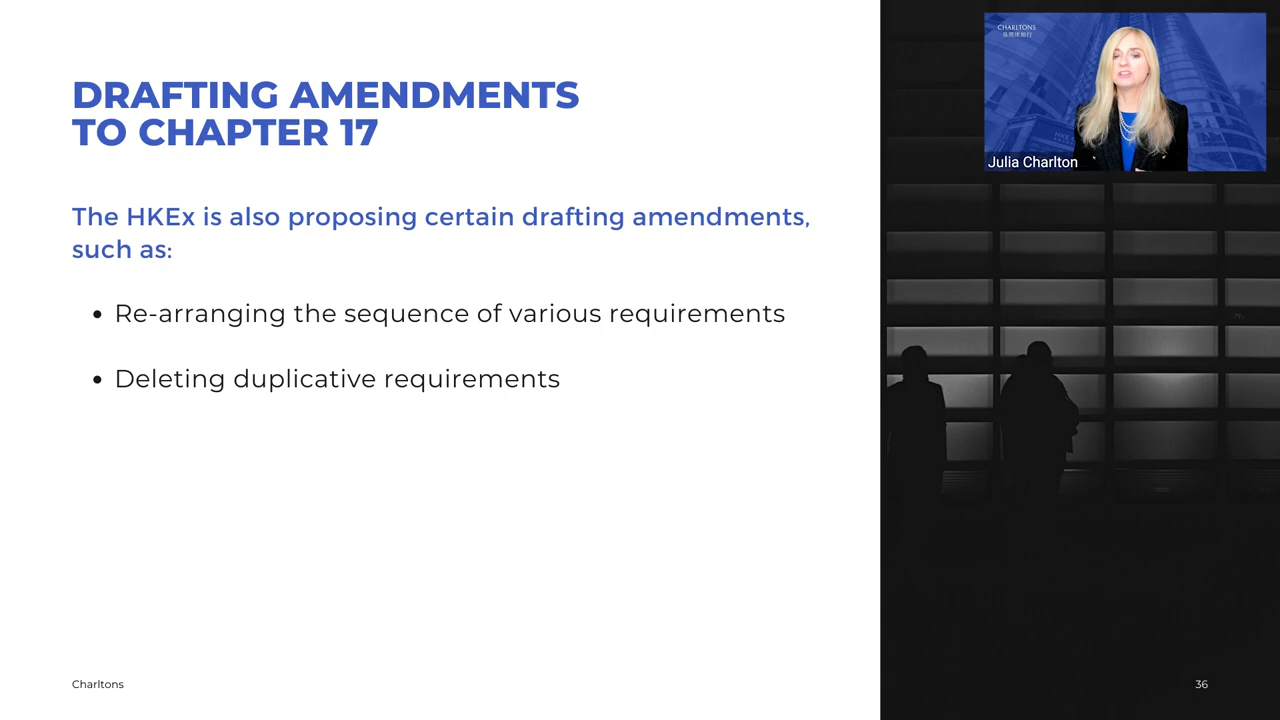 DRAFTING AMENDMENTS
TO CHAPTER 17
The HKEx is also proposing certain drafting amendments,
such as:
• Re-arranging the sequence of various requirements
• Deleting duplicative requirements
Charltons
CHARLTONS
Julia Charlton
36